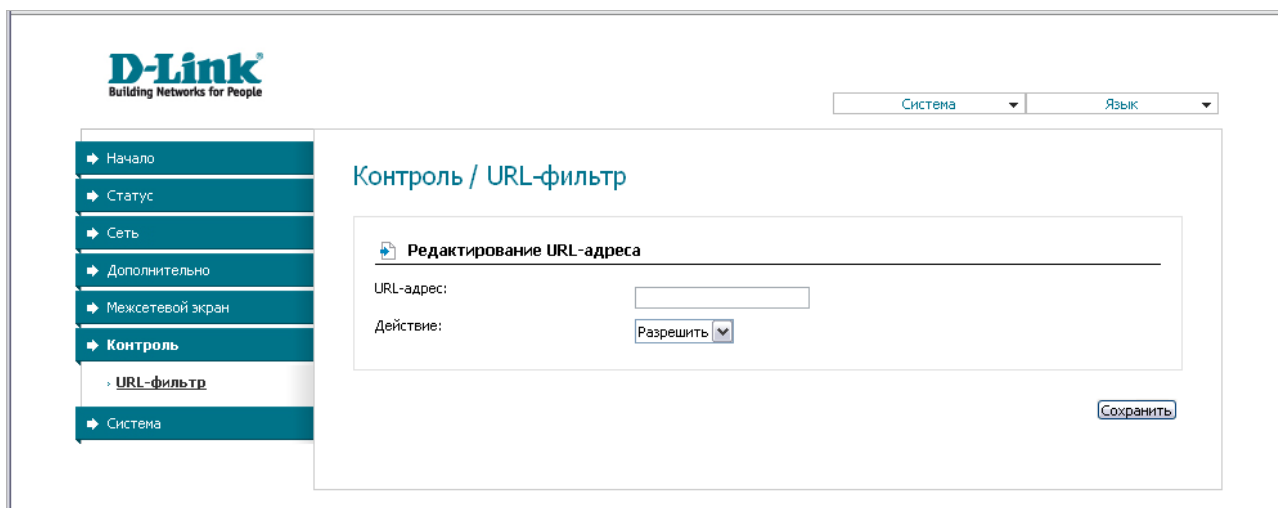 D-Link
Building Networks for People
Система
Язык
Начало
Статус
Сеть
Дополнительно
Межсетевой экран
Контроль
URL-фильтр
Система
Контроль / URL-фильтр
Редактирование URL-адреса
URL-адрес:
Действие:
Разрешить
Сохранить